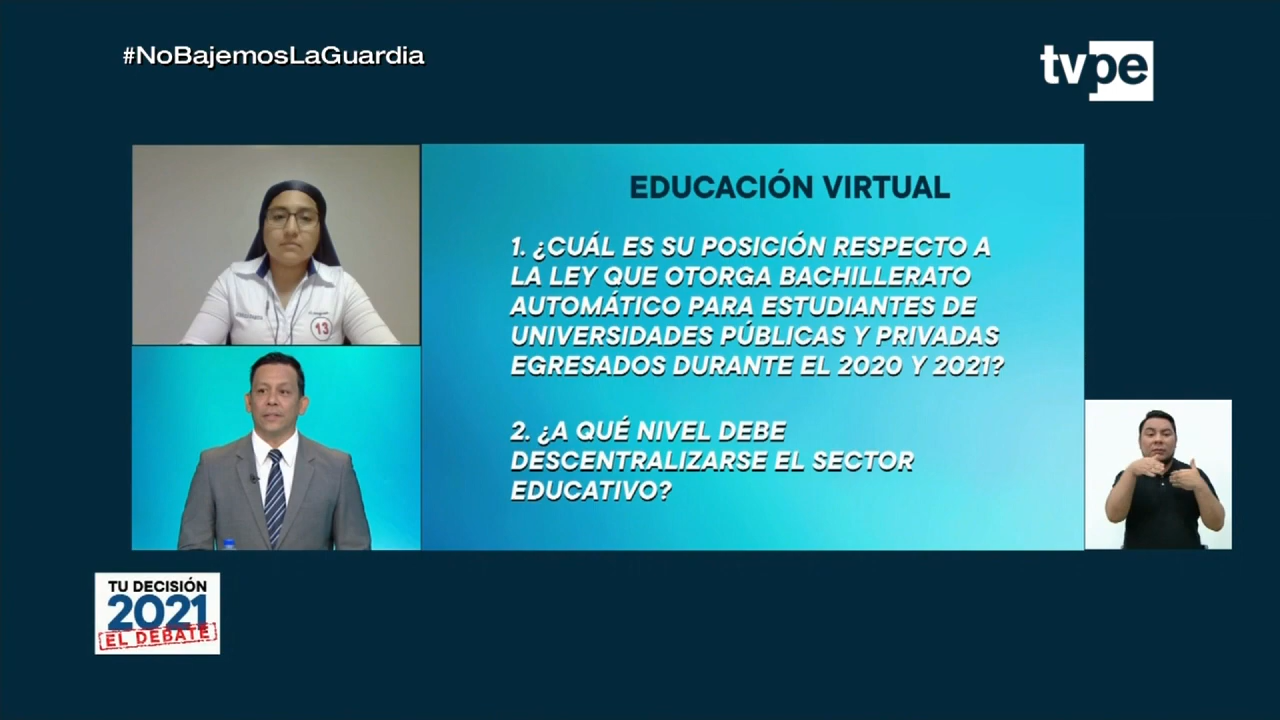 #NoBajemosLaGuardia
tvpe
EDUCACIÓN VIRTUAL
1. ¿CUÁL ES SU POSICIÓN RESPECTO A
LA LEY QUE OTORGA BACHILLERATO
AUTOMÁTICO PARA ESTUDIANTES DE
UNIVERSIDADES PÚBLICAS Y PRIVADAS
EGRESADOS DURANTE EL 2020 Y 2021?
2. ¿A QUÉ NIVEL DEBE
DESCENTRALIZARSE EL SECTOR
EDUCATIVO?
13
TU DECISIÓN
2021
EL DEBATE